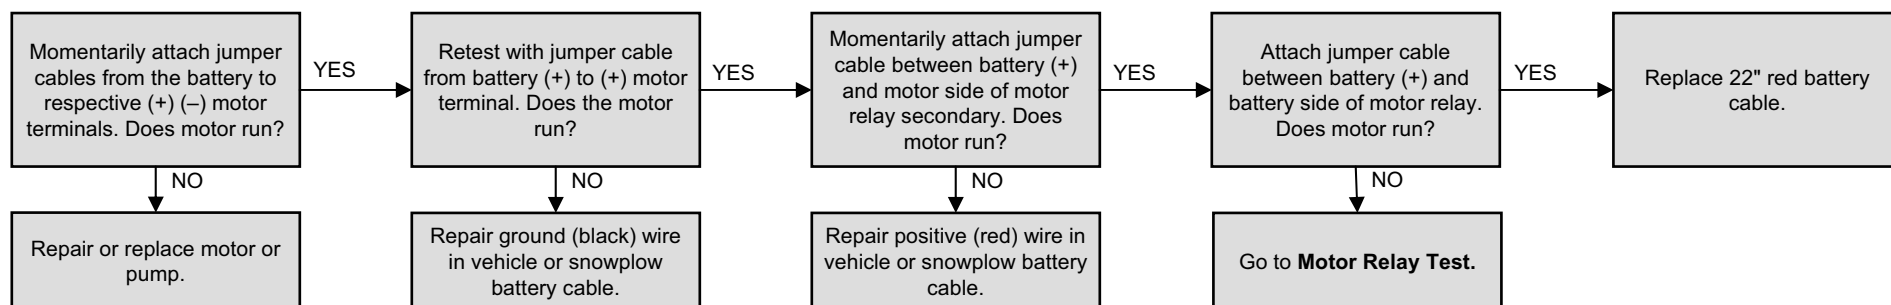 Momentarily attach jumper
cables from the battery to
respective (+) (–) motor
terminals. Does motor run?
YES
Retest with jumper cable
from battery (+) to (+) motor
terminal. Does the motor
run?
YES
Momentarily attach jumper
cable between battery (+)
and motor side of motor
relay secondary. Does
motor run?
YES
Attach jumper cable
between battery (+) and
battery side of motor relay.
Does motor run?
YES
Replace 22" red battery
cable.
NO
NO
NO
NO
Repair or replace motor or
pump.
Repair ground (black) wire
in vehicle or snowplow
battery cable.
Repair positive (red) wire in
vehicle or snowplow battery
cable.
Go to Motor Relay Test.